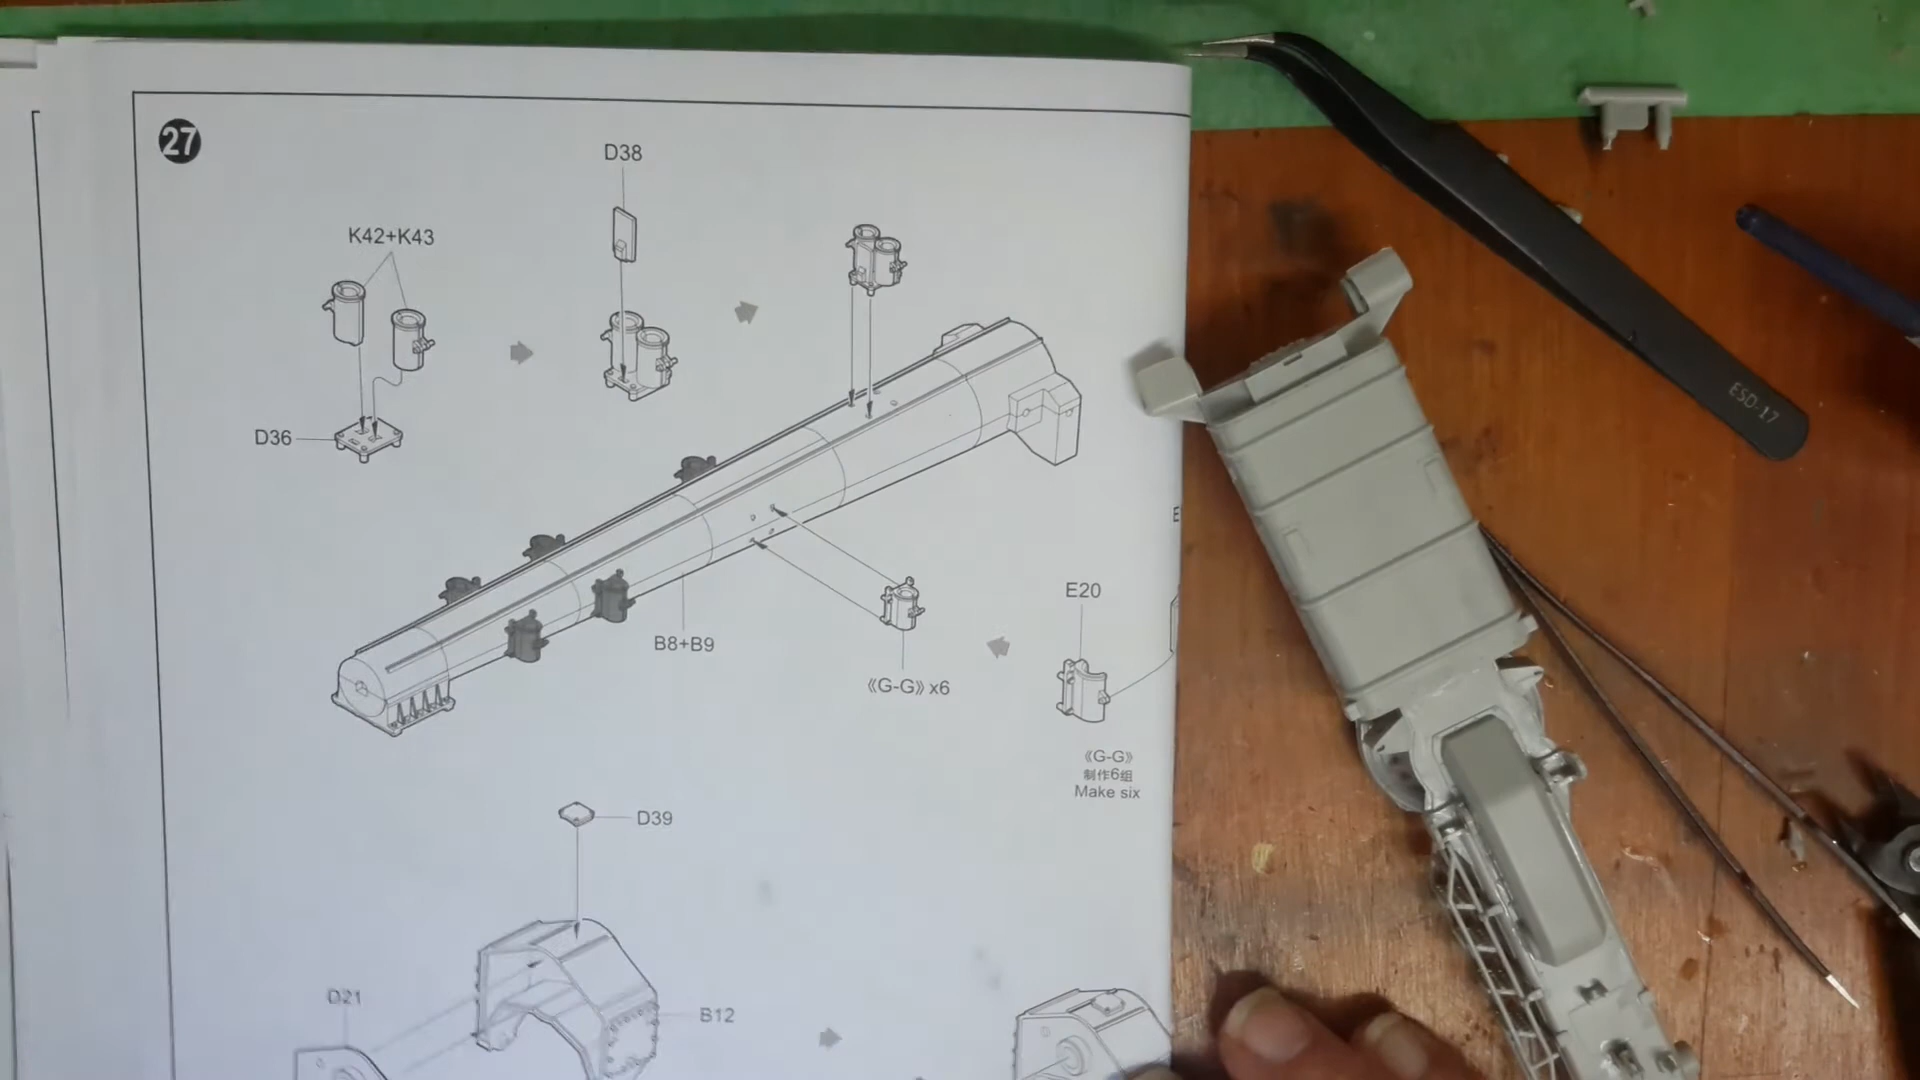 27
D38
K42+K43
D36
B8+B9
E20
《G-G》x6
《G-G》
制作6组
Make six
D39
D21
B12
ESD-17